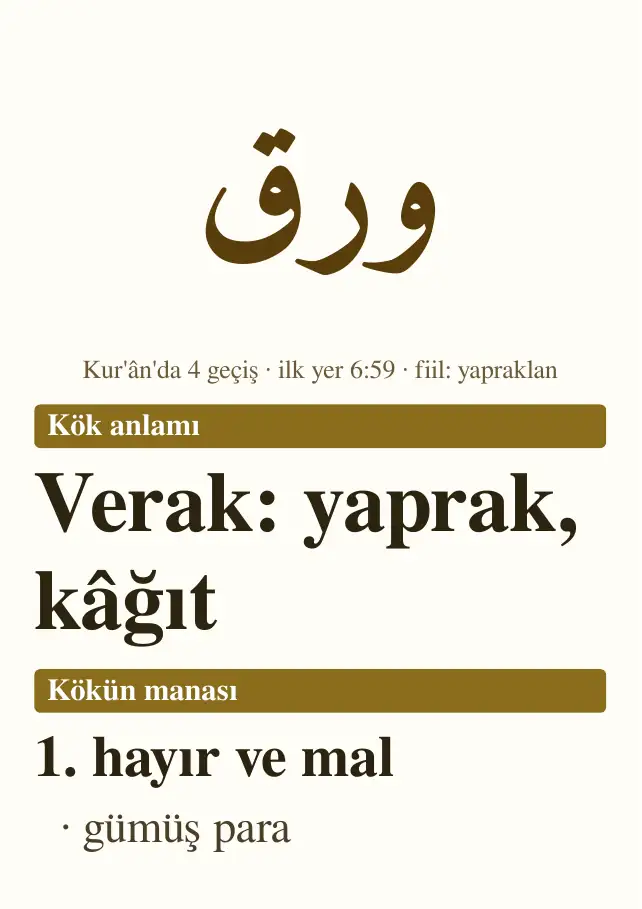 ورق
Kur'ân'da 4 geçiş · ilk yer 6:59 · fiil: yapraklan
Kök anlamı
Verak: yaprak,
kâğıt
Kökün manası
1. hayır ve mal
· gümüş para